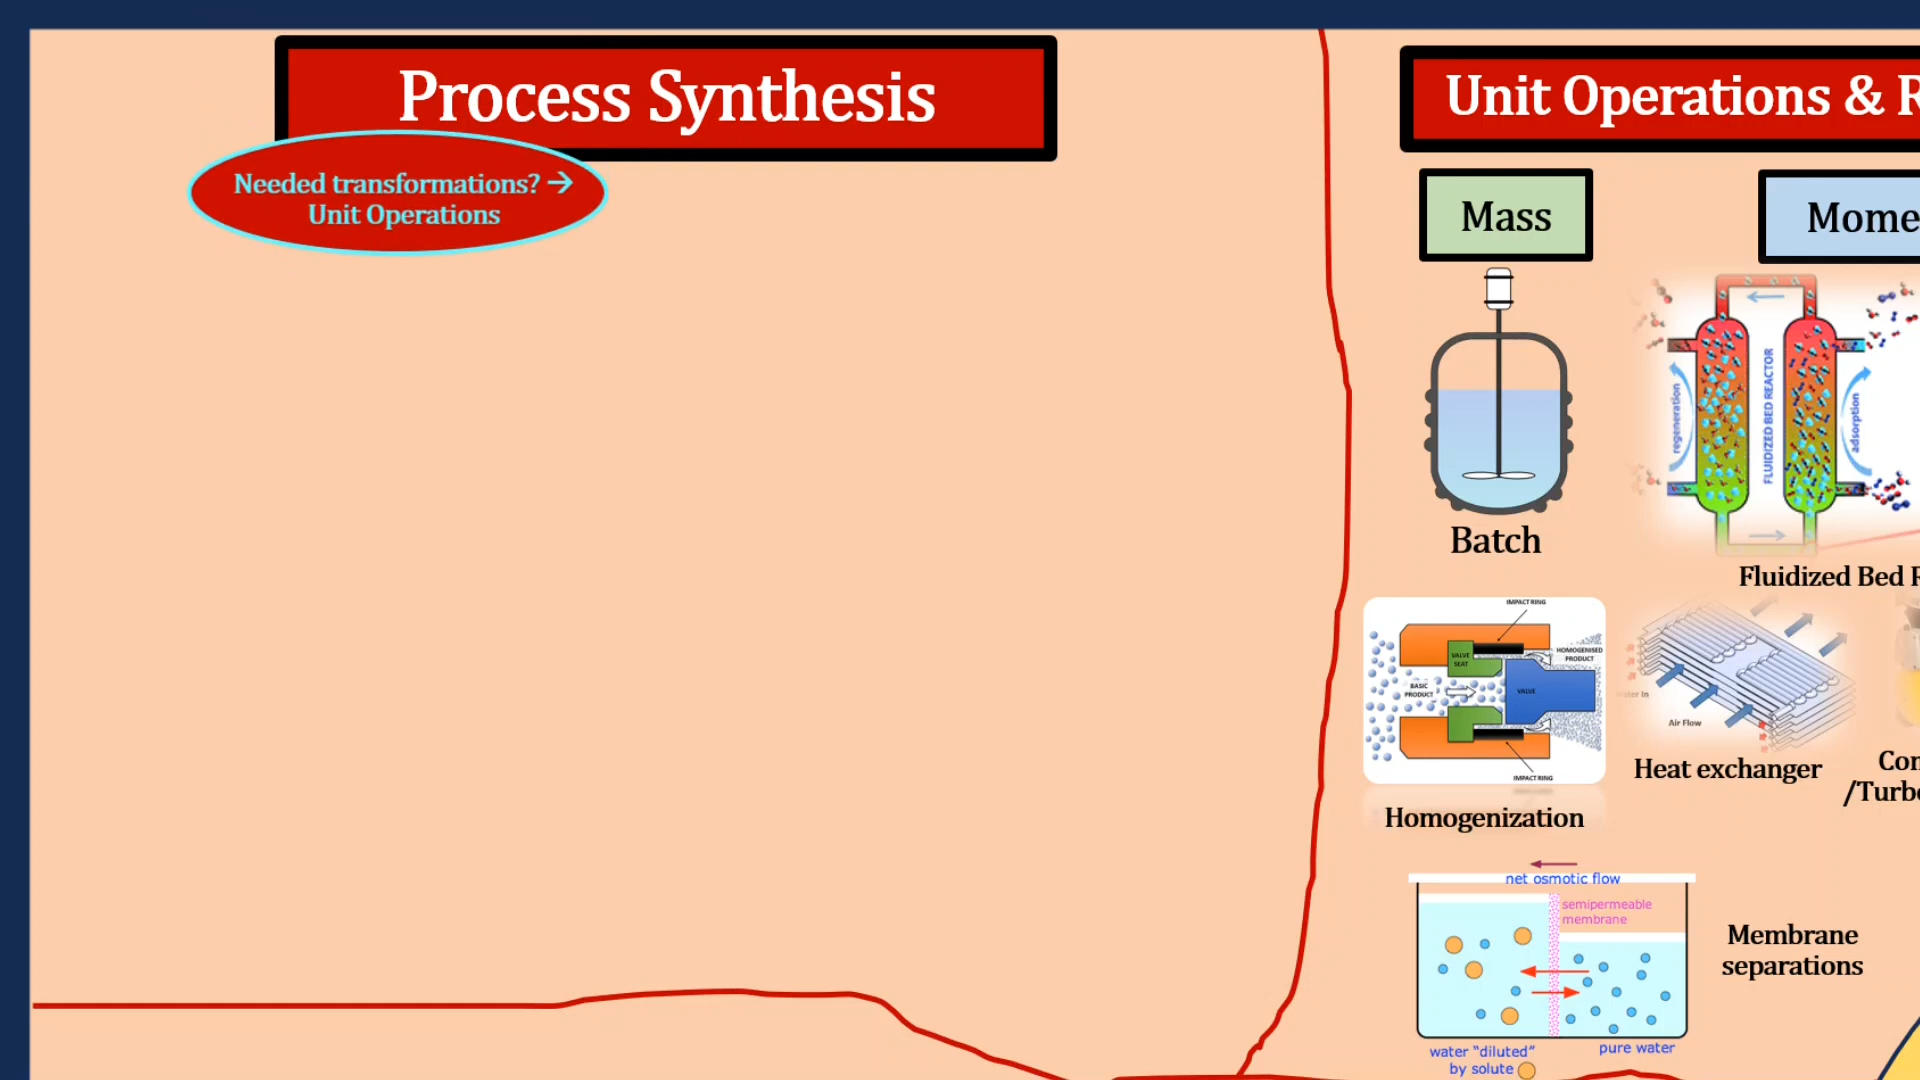 Process Synthesis
Needed transformations? →
Unit Operations
Unit Operations & R
Mass
Mome
regeneration
FLUIDIZED BED REACTOR
adsorption
Batch
Fluidized Bed R
IMPACT RING
VALVE
SEAT
HOMOGENISED
PRODUCT
BASIC
PRODUCT
VALVE
IMPACT RING
Homogenization
Air Flow
Heat exchanger
Con
/Turb
net osmotic flow
semipermeable
membrane
Membrane
separations
water "diluted"
by solute
pure water